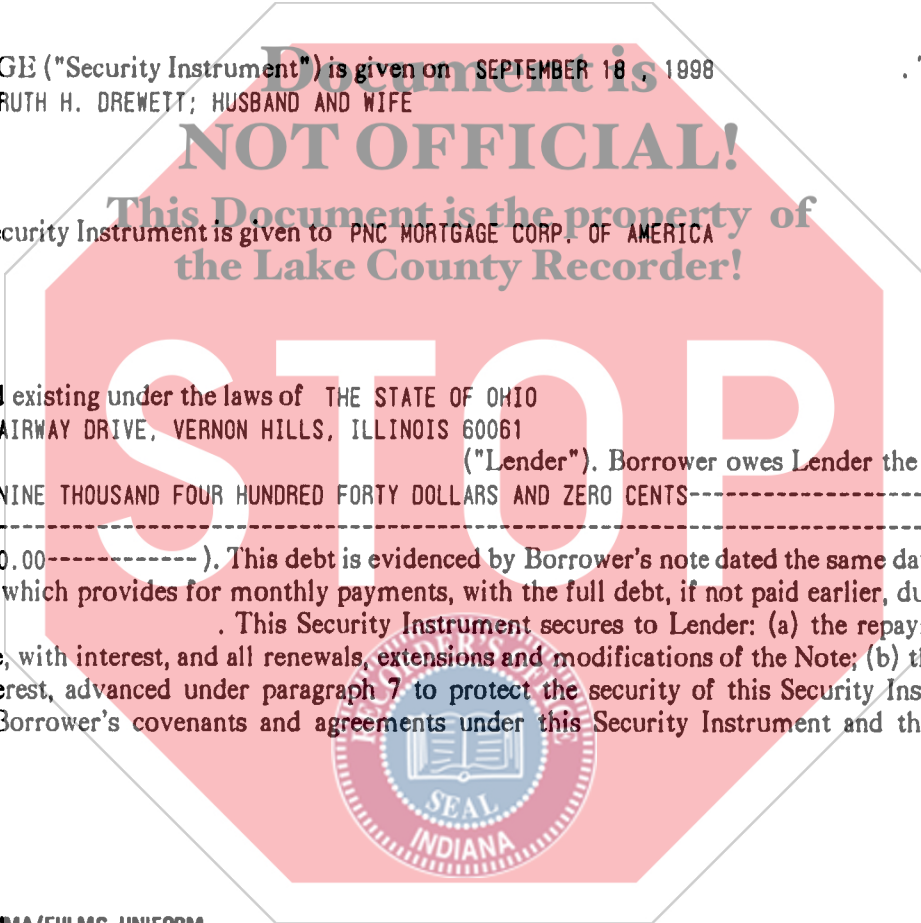 GE ("Security Instrument") is given on SEPTEMBER 18 , 1998 .
Document is
RUTH H. DREWETT; HUSBAND AND WIFE
NOT OFFICIAL!
This Document is the property of
curity Instrument is given to PNC MORTGAGE CORP. OF AMERICA
the Lake County Recorder!
STOP
existing under the laws of THE STATE OF OHIO
AIRWAY DRIVE, VERNON HILLS, ILLINOIS 60061
("Lender"). Borrower owes Lender the
NINE THOUSAND FOUR HUNDRED FORTY DOLLARS AND ZERO CENTS--------------------
------------------------------------------------------------------------
0.00------------ ). This debt is evidenced by Borrower's note dated the same da
which provides for monthly payments, with the full debt, if not paid earlier, du
. This Security Instrument secures to Lender: (a) the repay
, with interest, and all renewals, extensions and modifications of the Note; (b) th
erest, advanced under paragraph 7 to protect the security of this Security Ins
Borrower's covenants and agreements under this Security Instrument and th
RECORDER'S OFFICE
SEAL
INDIANA